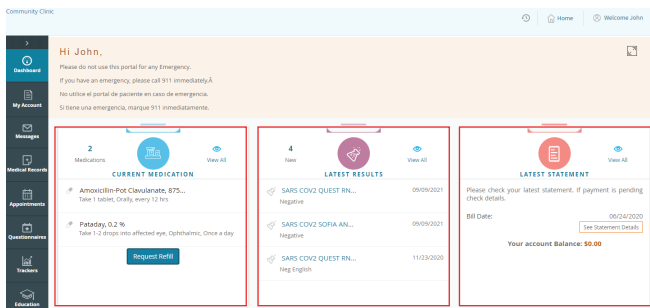 Community Clinic
Home
Welcome John
Dashboard
My Account
Messages
Medical Records
Appointments
Questionnaires
Trackers
Education
Hi John,
Please do not use this portal for any Emergency.
If you have an emergency, please call 911 immediately.Â
No utilice el portal de paciente en caso de emergencia.
Si tiene una emergencia, marque 911 inmediatamente.
2
Medications
View All
CURRENT MEDICATION
Amoxicillin-Pot Clavulanate, 875...
Take 1 tablet, Orally, every 12 hrs
Pataday, 0.2 %
Take 1-2 drops into affected eye, Ophthalmic, Once a day
Request Refill
4
New
View All
LATEST RESULTS
SARS COV2 QUEST RN... 09/09/2021
Negative
SARS COV2 SOFIA AN... 09/09/2021
Negative
SARS COV2 QUEST RN... 11/23/2020
Neg English
View All
LATEST STATEMENT
Please check your latest statement. If payment is pending
check details.
Bill Date: 06/24/2020
See Statement Details
Your account Balance: $0.00